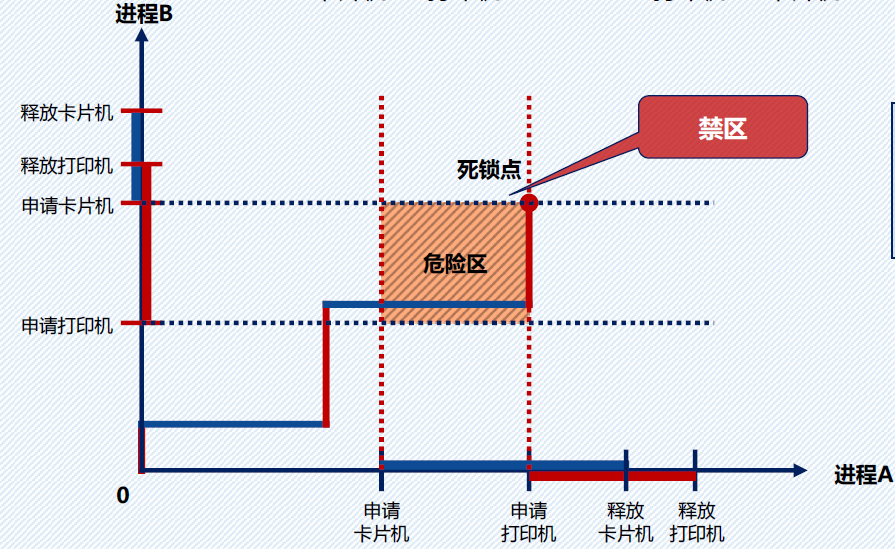 进程B
释放卡片机
释放打印机
申请卡片机
申请打印机
禁区
死锁点
危险区
0
进程A
申请
卡片机
申请
打印机
释放
卡片机
释放
打印机